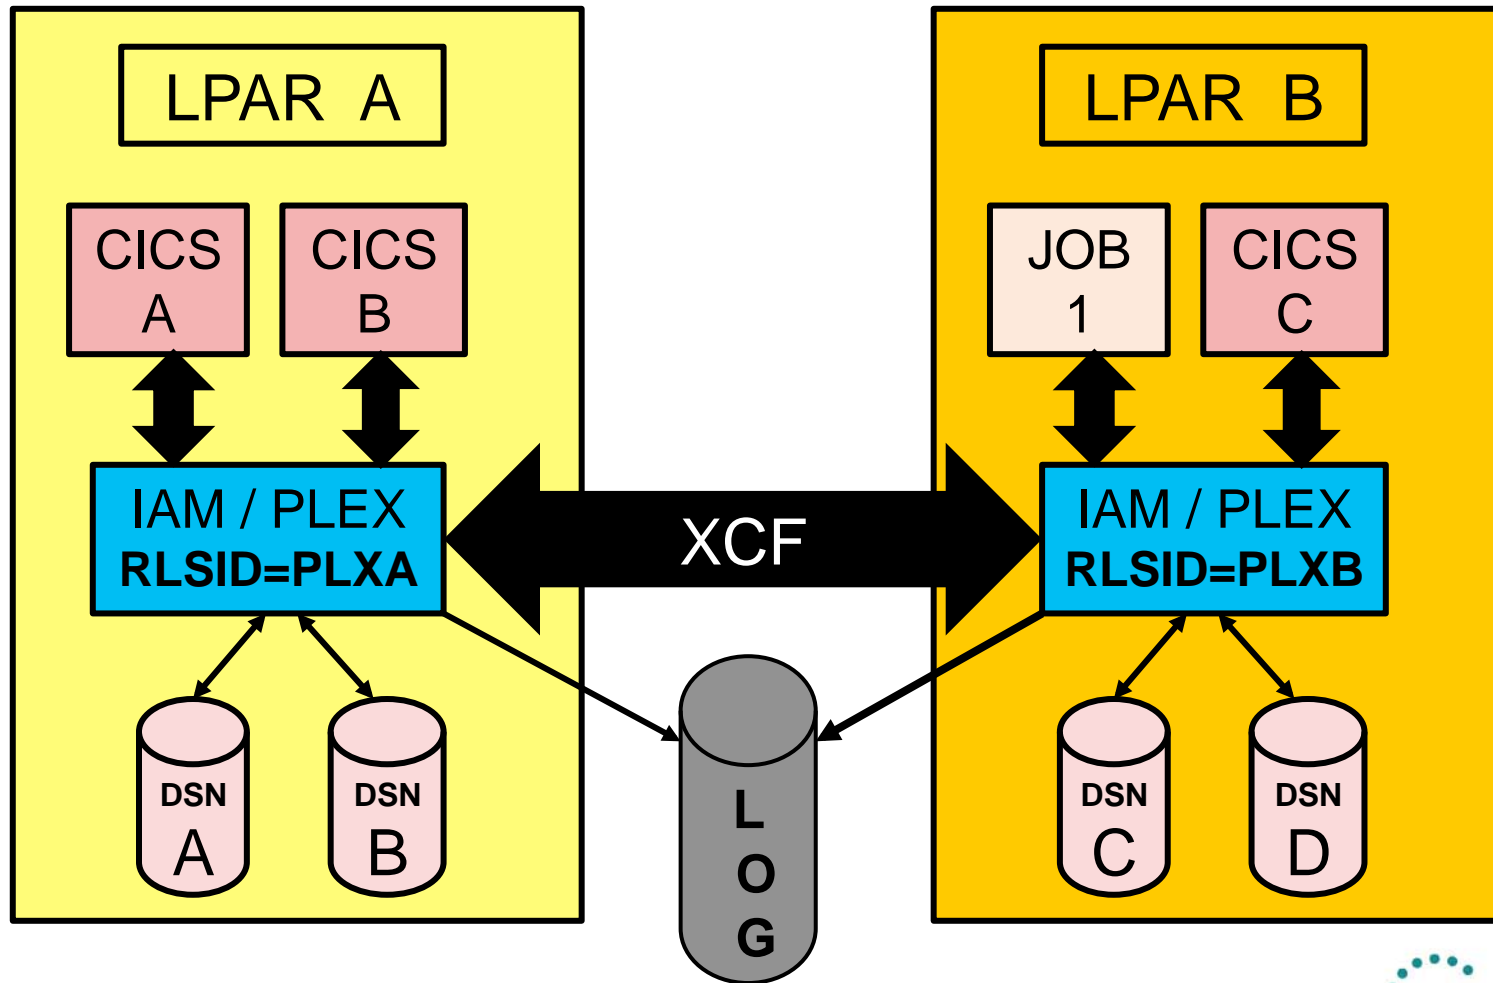 LPAR A
LPAR B
CICS
A
CICS
B
JOB
1
CICS
C
IAM / PLEX
RLSID=PLXA
XCF
IAM / PLEX
RLSID=PLXB
DSN
A
DSN
B
L
O
G
DSN
C
DSN
D